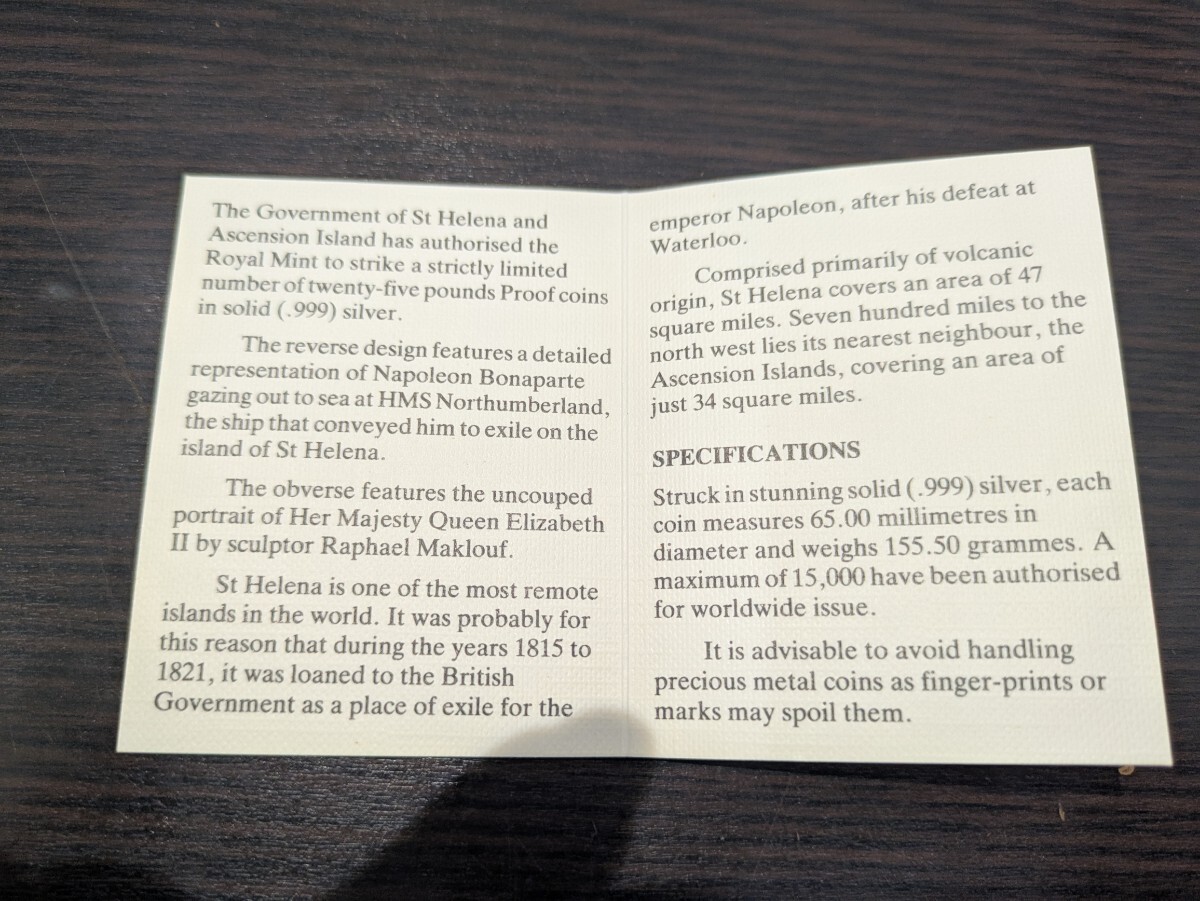 The Government of St Helena and
Ascension Island has authorised the
Royal Mint to strike a strictly limited
number of twenty-five pounds Proof coins
in solid (.999) silver.
The reverse design features a detailed
representation of Napoleon Bonaparte
gazing out to sea at HMS Northumberland,
the ship that conveyed him to exile on the
island of St Helena.
The obverse features the uncouped
portrait of Her Majesty Queen Elizabeth
II by sculptor Raphael Maklouf.
St Helena is one of the most remote
islands in the world. It was probably for
this reason that during the years 1815 to
1821, it was loaned to the British
Government as a place of exile for the
emperor Napoleon, after his defeat at
Waterloo.
Comprised primarily of volcanic
origin, St Helena covers an area of 47
square miles. Seven hundred miles to the
north west lies its nearest neighbour, the
Ascension Islands, covering an area of
just 34 square miles.
SPECIFICATIONS
Struck in stunning solid (.999) silver, each
coin measures 65.00 millimetres in
diameter and weighs 155.50 grammes. A
maximum of 15,000 have been authorised
for worldwide issue.
It is advisable to avoid handling
precious metal coins as finger-prints or
marks may spoil them.